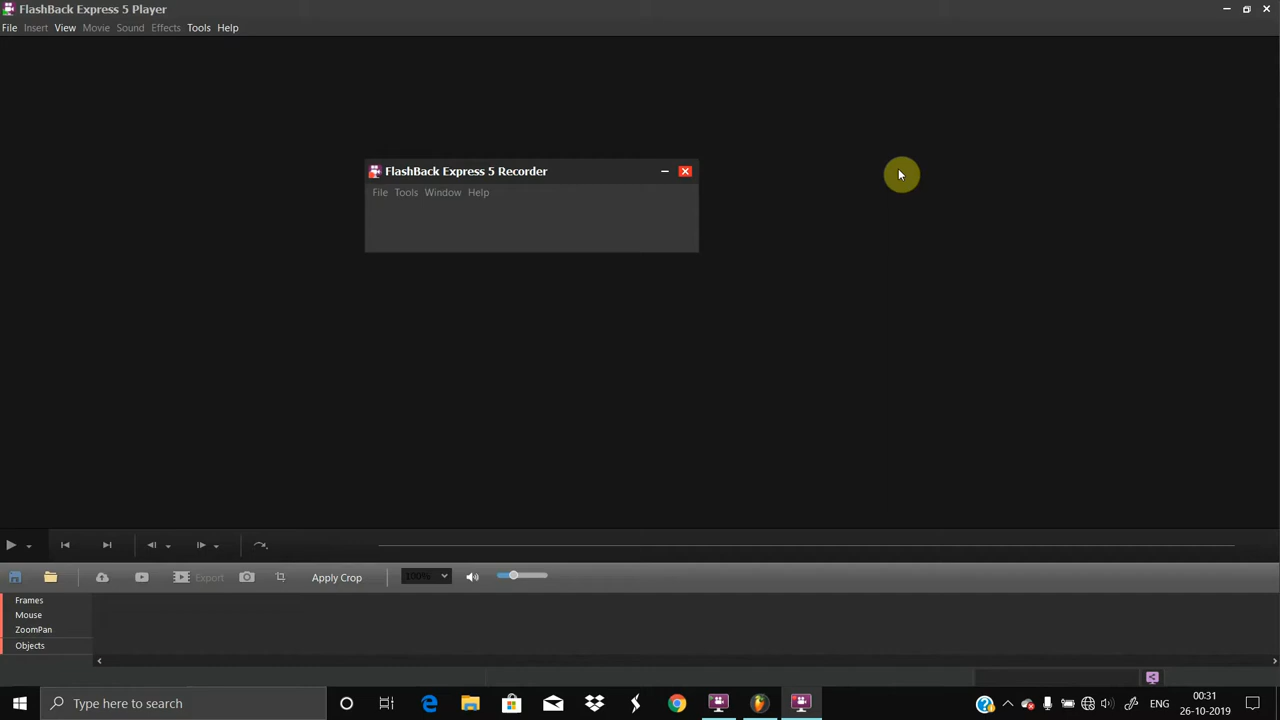 FlashBack Express 5 Player
File Insert View Movie Sound Effects Tools Help
FlashBack Express 5 Recorder
File Tools Window Help
Export
Apply Crop
100%
Frames
Mouse
ZoomPan
Objects
Type here to search
ENG
00:31
26-10-2019